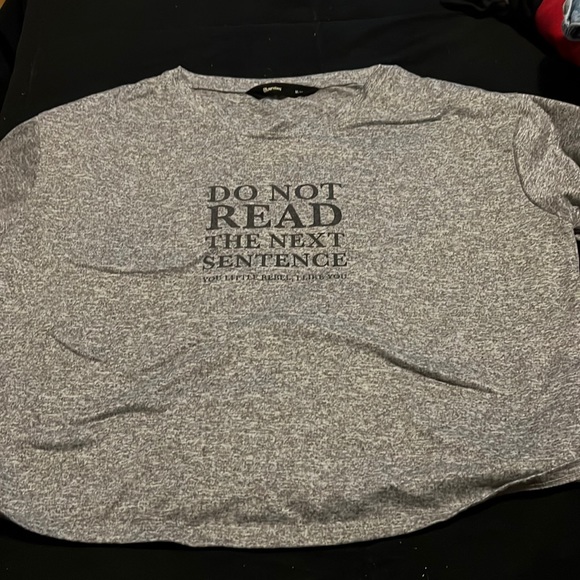 DO NOT
READ
THE NEXT
SENTENCE
YOU LITTLE REBEL, I LIKE YOU.